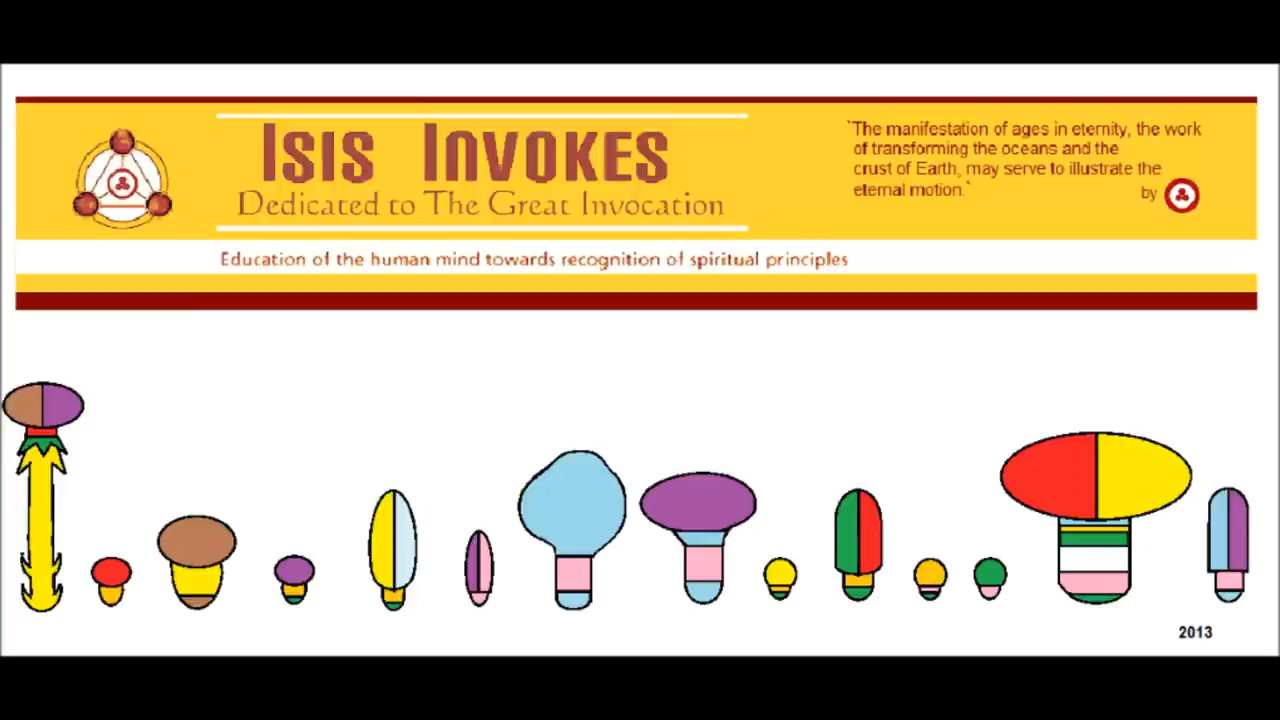 Isis Invokes
Dedicated to The Great Invocation
`The manifestation of ages in eternity, the work
of transforming the oceans and the
crust of Earth, may serve to illustrate the
eternal motion.`
by
Education of the human mind towards recognition of spiritual principles
2013